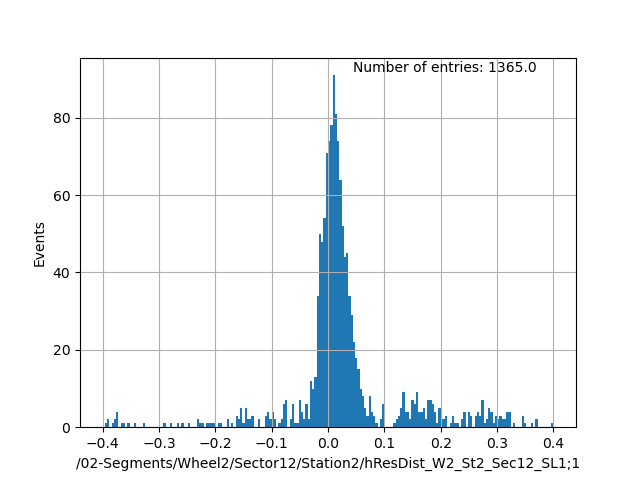 Number of entries: 1365.0
Events
80
60
40
20
0
−0.4 −0.3 −0.2 −0.1 0.0 0.1 0.2 0.3 0.4
/02-Segments/Wheel2/Sector12/Station2/hResDist_W2_St2_Sec12_SL1;1